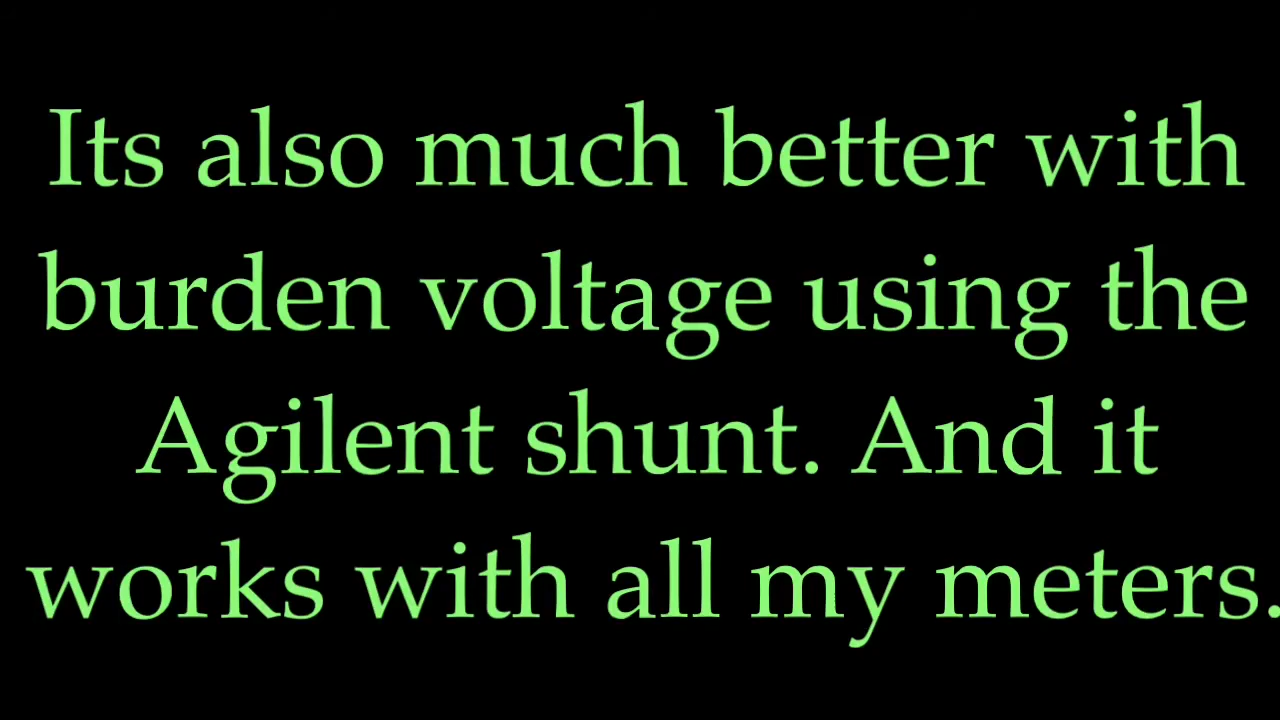 Its also much better with
burden voltage using the
Agilent shunt. And it
works with all my meters.